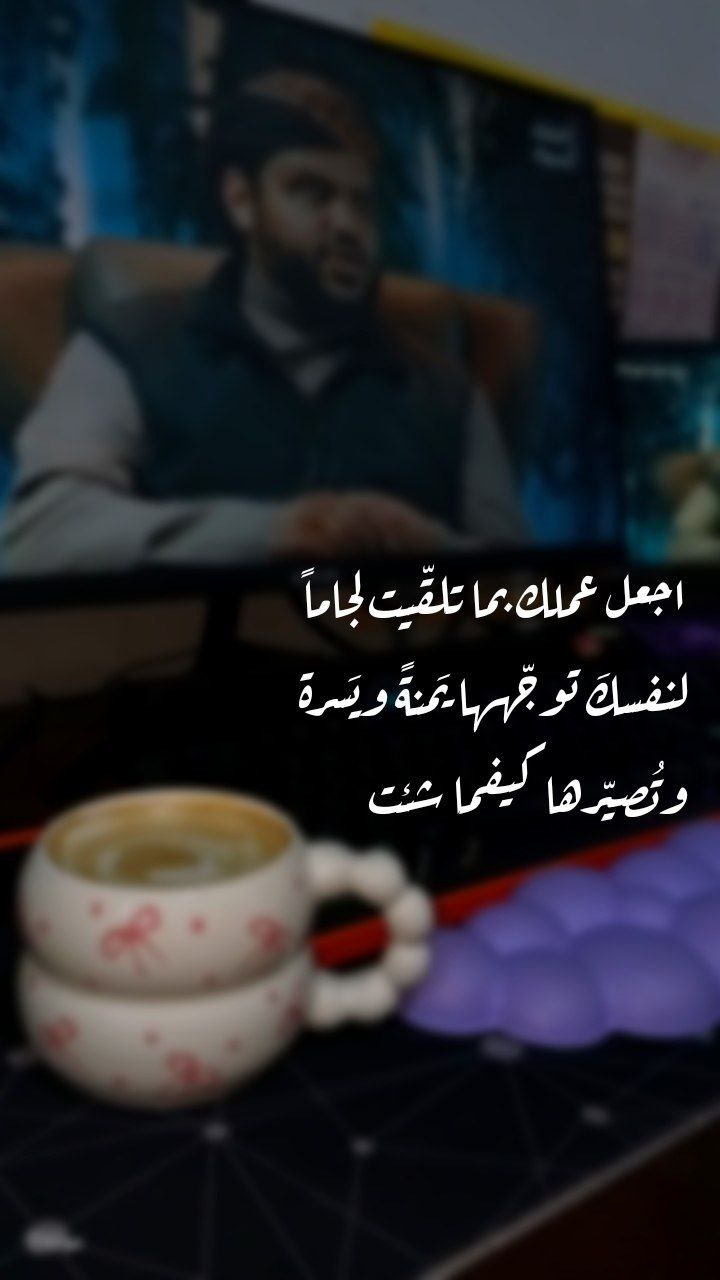 اجعل عملك بما تلقّيت لجاماً
لنفسكَ توجّهها يَمنةً ويَسرة
وتُصيّرها كيفما شئت